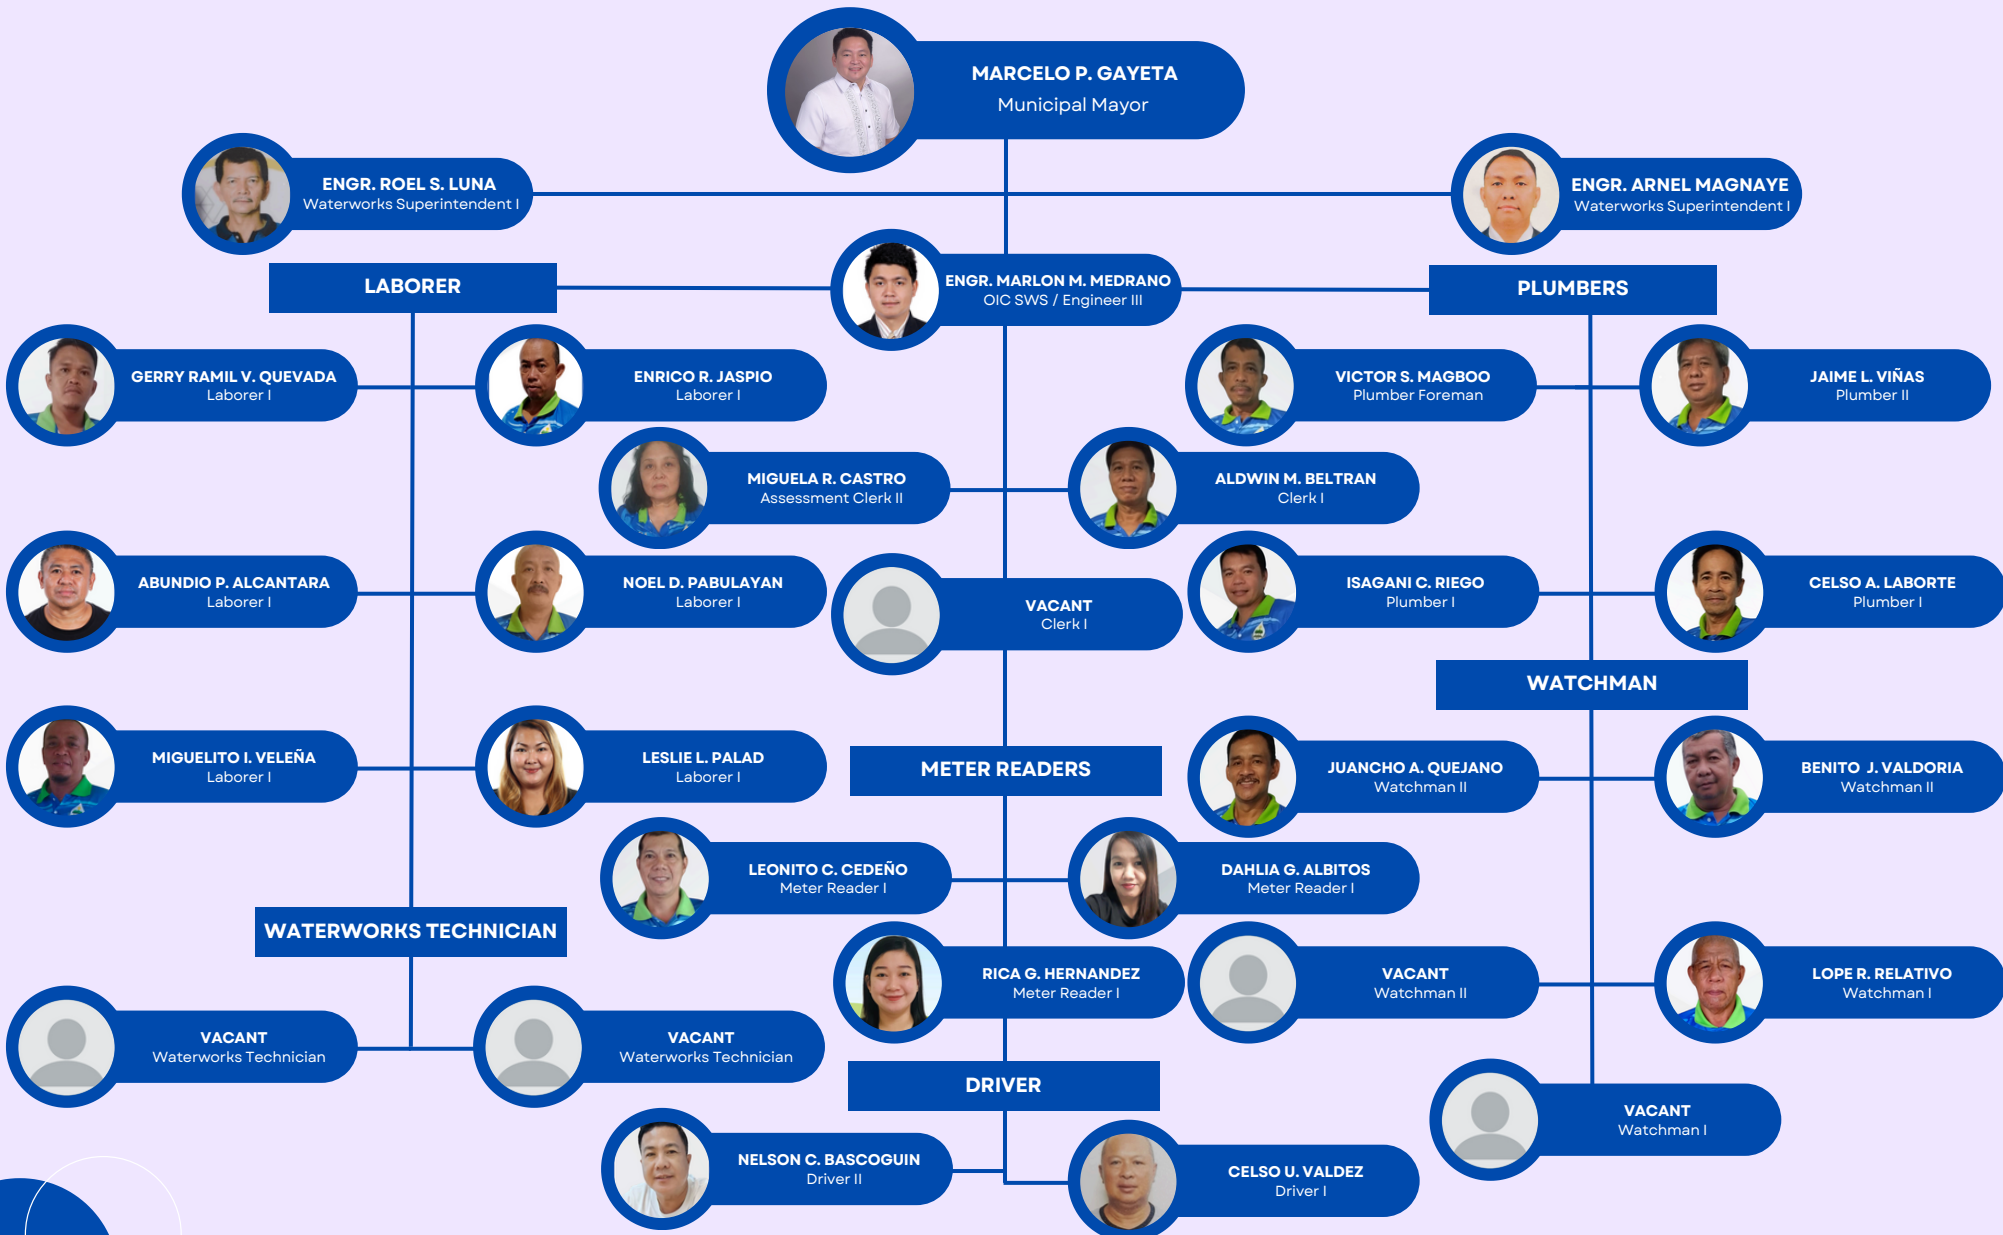 MARCELO P. GAYETA
Municipal Mayor
ENGR. ROEL S. LUNA
Waterworks Superintendent I
ENGR. ARNEL MAGNAYE
Waterworks Superintendent I
ENGR. MARLON M. MEDRANO
OIC SWS / Engineer III
LABORER
PLUMBERS
GERRY RAMIL V. QUEVADA
Laborer I
ENRICO R. JASPIO
Laborer I
VICTOR S. MAGBOO
Plumber Foreman
JAIME L. VIÑAS
Plumber II
MIGUELA R. CASTRO
Assessment Clerk II
ALDWIN M. BELTRAN
Clerk I
ABUNDIO P. ALCANTARA
Laborer I
NOEL D. PABULAYAN
Laborer I
VACANT
Clerk I
ISAGANI C. RIEGO
Plumber I
CELSO A. LABORTE
Plumber I
WATCHMAN
MIGUELITO I. VELEÑA
Laborer I
LESLIE L. PALAD
Laborer I
METER READERS
JUANCHO A. QUEJANO
Watchman II
BENITO J. VALDORIA
Watchman II
LEONITO C. CEDEÑO
Meter Reader I
DAHLIA G. ALBITOS
Meter Reader I
WATERWORKS TECHNICIAN
RICA G. HERNANDEZ
Meter Reader I
VACANT
Watchman II
LOPE R. RELATIVO
Watchman I
VACANT
Waterworks Technician
VACANT
Waterworks Technician
DRIVER
VACANT
Watchman I
NELSON C. BASCOGUIN
Driver II
CELSO U. VALDEZ
Driver I